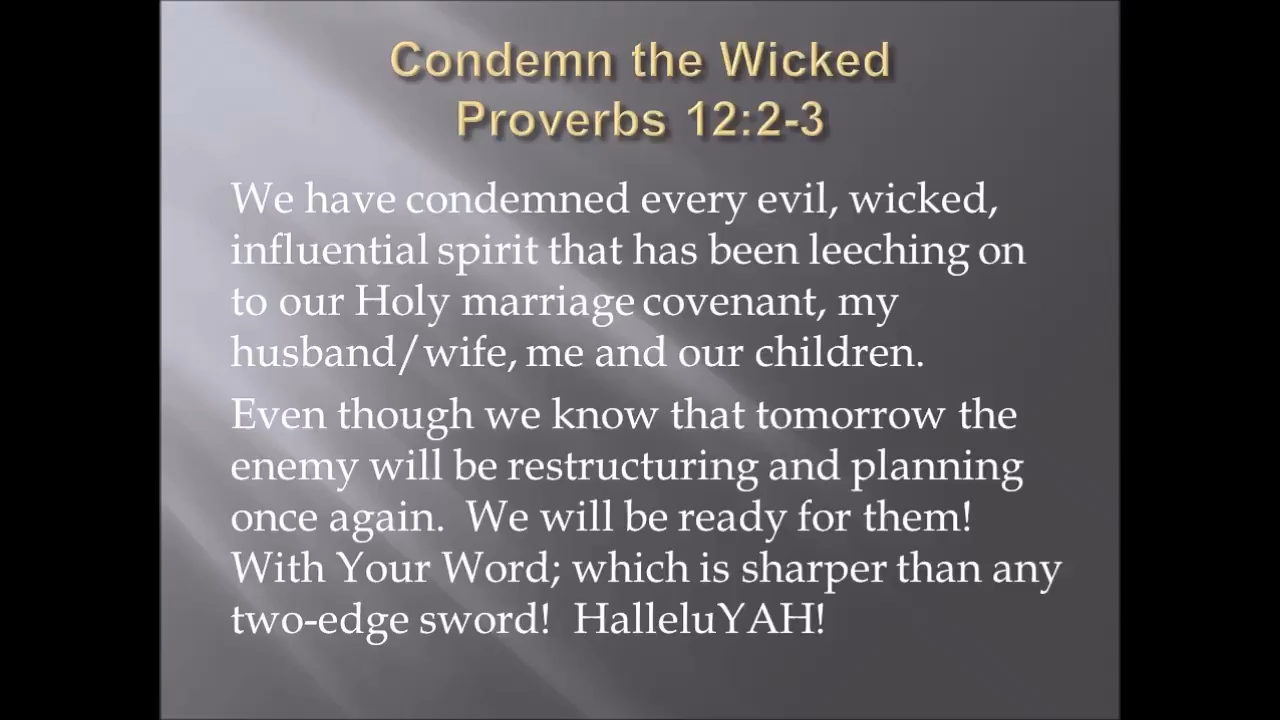 Condemn the Wicked
Proverbs 12:2-3
We have condemned every evil, wicked,
influential spirit that has been leeching on
to our Holy marriage covenant, my
husband/wife, me and our children.
Even though we know that tomorrow the
enemy will be restructuring and planning
once again.  We will be ready for them!
With Your Word; which is sharper than any
two-edge sword!  HalleluYAH!